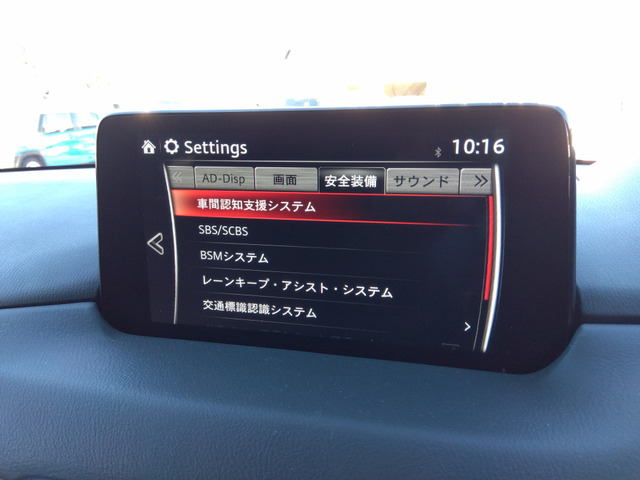 Settings 10:16
AD-Disp 画面 安全装備 サウンド
車間認知支援システム
SBS/SCBS
BSMシステム
レーンキープ・アシスト・システム
交通標識認識システム